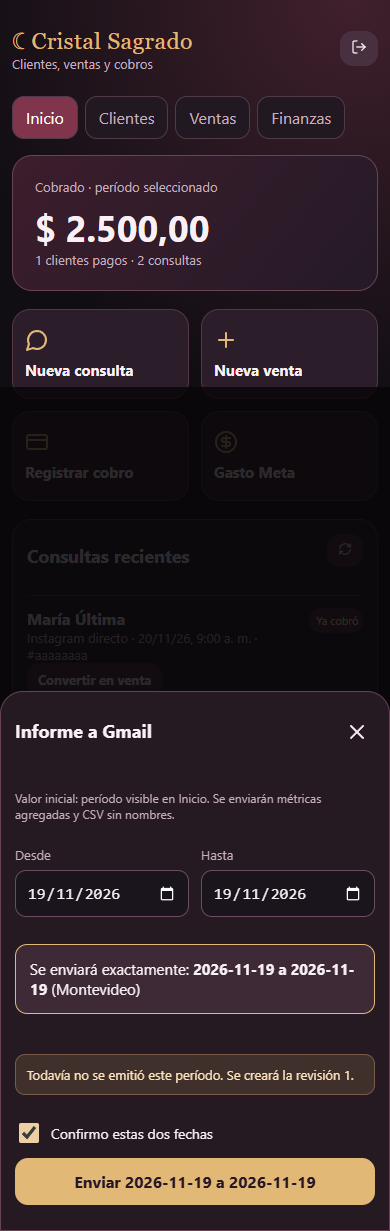 Cristal Sagrado
Clientes, ventas y cobros
Inicio
Clientes
Ventas
Finanzas
Cobrado · período seleccionado
$ 2.500,00
1 clientes pagos · 2 consultas
Nueva consulta
Nueva venta
Registrar cobro
Gasto Meta
Consultas recientes
María Última
Ya cobró
Instagram directo · 20/11/26, 9:00 a. m. ·
#aaaaaaaa
Convertir en venta
Informe a Gmail
Valor inicial: período visible en Inicio. Se enviarán métricas
agregadas y CSV sin nombres.
Desde
Hasta
19/11/2026
19/11/2026
Se enviará exactamente: 2026-11-19 a 2026-11-
19 (Montevideo)
Todavía no se emitió este período. Se creará la revisión 1.
Confirmo estas dos fechas
Enviar 2026-11-19 a 2026-11-19